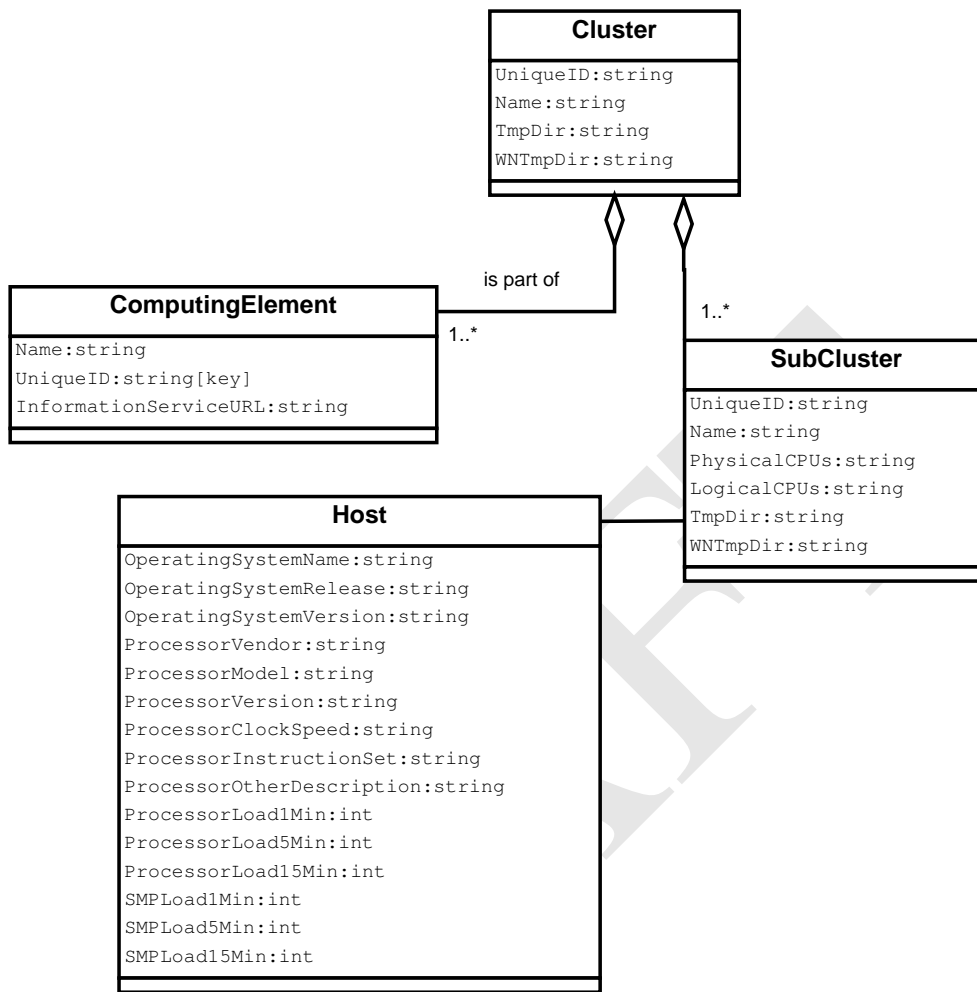 Cluster
UniqueID:string
Name:string
TmpDir:string
WNTmpDir:string
is part of
1..*
1..*
ComputingElement
Name:string
UniqueID:string[key]
InformationServiceURL:string
SubCluster
UniqueID:string
Name:string
PhysicalCPUs:string
LogicalCPUs:string
TmpDir:string
WNTmpDir:string
Host
OperatingSystemName:string
OperatingSystemRelease:string
OperatingSystemVersion:string
ProcessorVendor:string
ProcessorModel:string
ProcessorVersion:string
ProcessorClockSpeed:string
ProcessorInstructionSet:string
ProcessorOtherDescription:string
ProcessorLoad1Min:int
ProcessorLoad5Min:int
ProcessorLoad15Min:int
SMPLoad1Min:int
SMPLoad5Min:int
SMPLoad15Min:int